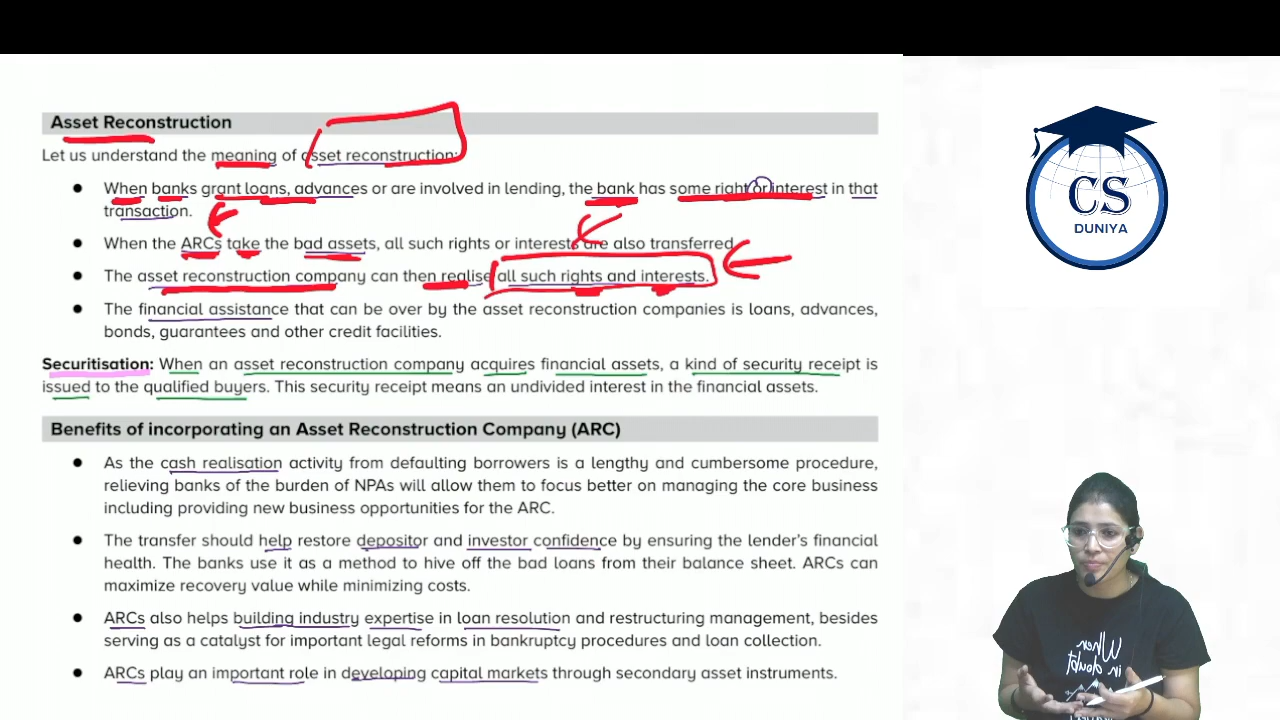 Asset Reconstruction
Let us understand the meaning of asset reconstruction:
● When banks grant loans, advances or are involved in lending, the bank has some right or interest in that
transaction.
● When the ARCs take the bad assets, all such rights or interests are also transferred
● The asset reconstruction company can then realise all such rights and interests.
● The financial assistance that can be over by the asset reconstruction companies is loans, advances,
bonds, guarantees and other credit facilities.
Securitisation: When an asset reconstruction company acquires financial assets, a kind of security receipt is
issued to the qualified buyers. This security receipt means an undivided interest in the financial assets.
Benefits of incorporating an Asset Reconstruction Company (ARC)
● As the cash realisation activity from defaulting borrowers is a lengthy and cumbersome procedure,
relieving banks of the burden of NPAs will allow them to focus better on managing the core business
including providing new business opportunities for the ARC.
● The transfer should help restore depositor and investor confidence by ensuring the lender's financial
health. The banks use it as a method to hive off the bad loans from their balance sheet. ARCs can
maximize recovery value while minimizing costs.
● ARCs also helps building industry expertise in loan resolution and restructuring management, besides
serving as a catalyst for important legal reforms in bankruptcy procedures and loan collection.
● ARCs play an important role in developing capital markets through secondary asset instruments.
CS
DUNIYA
When
in doubt